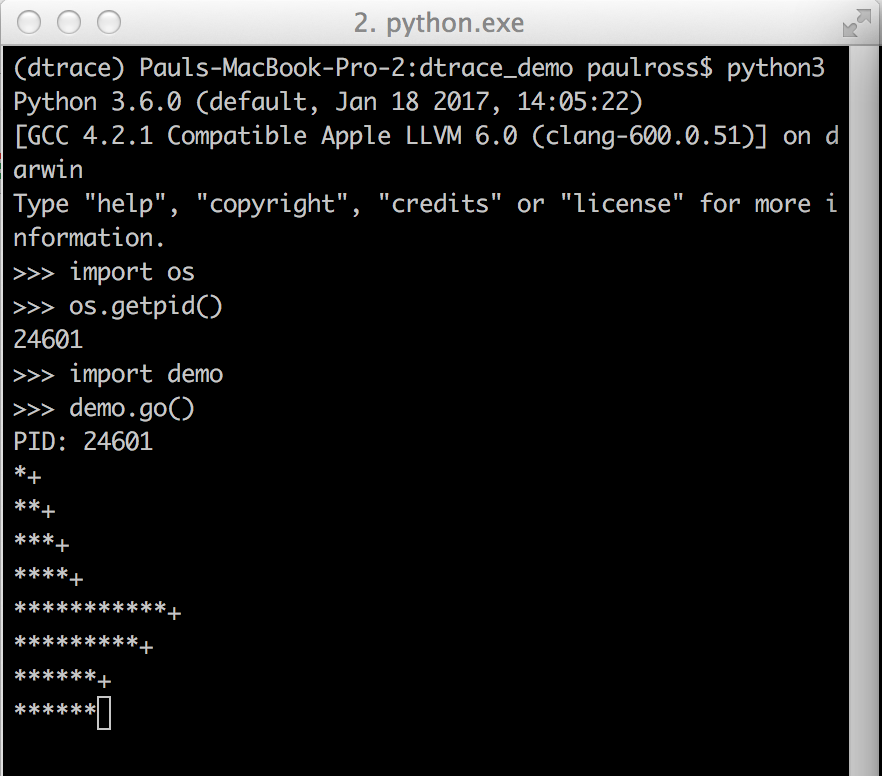 2. python.exe
(dtrace) Pauls-MacBook-Pro-2:dtrace_demo paulross$ python3
Python 3.6.0 (default, Jan 18 2017, 14:05:22)
[GCC 4.2.1 Compatible Apple LLVM 6.0 (clang-600.0.51)] on d
arwin
Type "help", "copyright", "credits" or "license" for more i
nformation.
>>> import os
>>> os.getpid()
24601
>>> import demo
>>> demo.go()
PID: 24601
*+
**+
***+
****+
***********+
*********+
******+
******